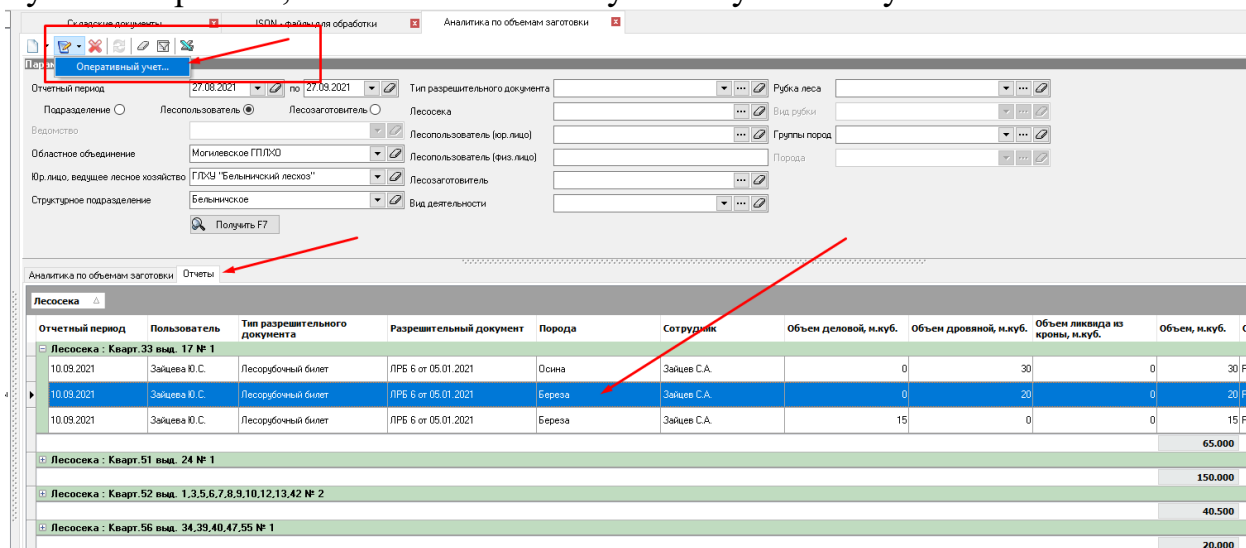 Складские документы JSON - файлы для обработки Аналитика по объемам заготовки
Оперативный учет...
Отчетный период 27.08.2021 по 27.09.2021 Тип разрешительного документа Рубка леса
Подразделение Лесопользователь Лесозаготовитель Лесосека Вид рубки
Ведомство Лесопользователь (юр.лицо) Группы пород
Областное объединение Могилевское ГПЛХО Лесопользователь (физ.лицо) Порода
Юр.лицо, ведущее лесное хозяйство ГЛХУ "Белыничский лесхоз" Лесозаготовитель
Структурное подразделение Белыничское Вид деятельности
Получить F7
Аналитика по объемам заготовки Отчеты
Лесосека
Отчетный период Пользователь Тип разрешительного документа Разрешительный документ Порода Сотрудник Объем деловой, м.куб. Объем дровяной, м.куб. Объем ликвида из кроны, м.куб. Объем, м.куб.
Лесосека : Кварт.33 выд. 17 № 1
10.09.2021 Зайцева Ю.С. Лесорубочный билет ЛРБ 6 от 05.01.2021 Осина Зайцев С.А. 0 30 0 30
10.09.2021 Зайцева Ю.С. Лесорубочный билет ЛРБ 6 от 05.01.2021 Береза Зайцев С.А. 0 20 0 20
10.09.2021 Зайцева Ю.С. Лесорубочный билет ЛРБ 6 от 05.01.2021 Береза Зайцев С.А. 15 0 0 15
65.000
Лесосека : Кварт.51 выд. 24 № 1
150.000
Лесосека : Кварт.52 выд. 1,3,5,6,7,8,9,10,12,13,42 № 2
40.500
Лесосека : Кварт.56 выд. 34,39,40,47,55 № 1
20.000